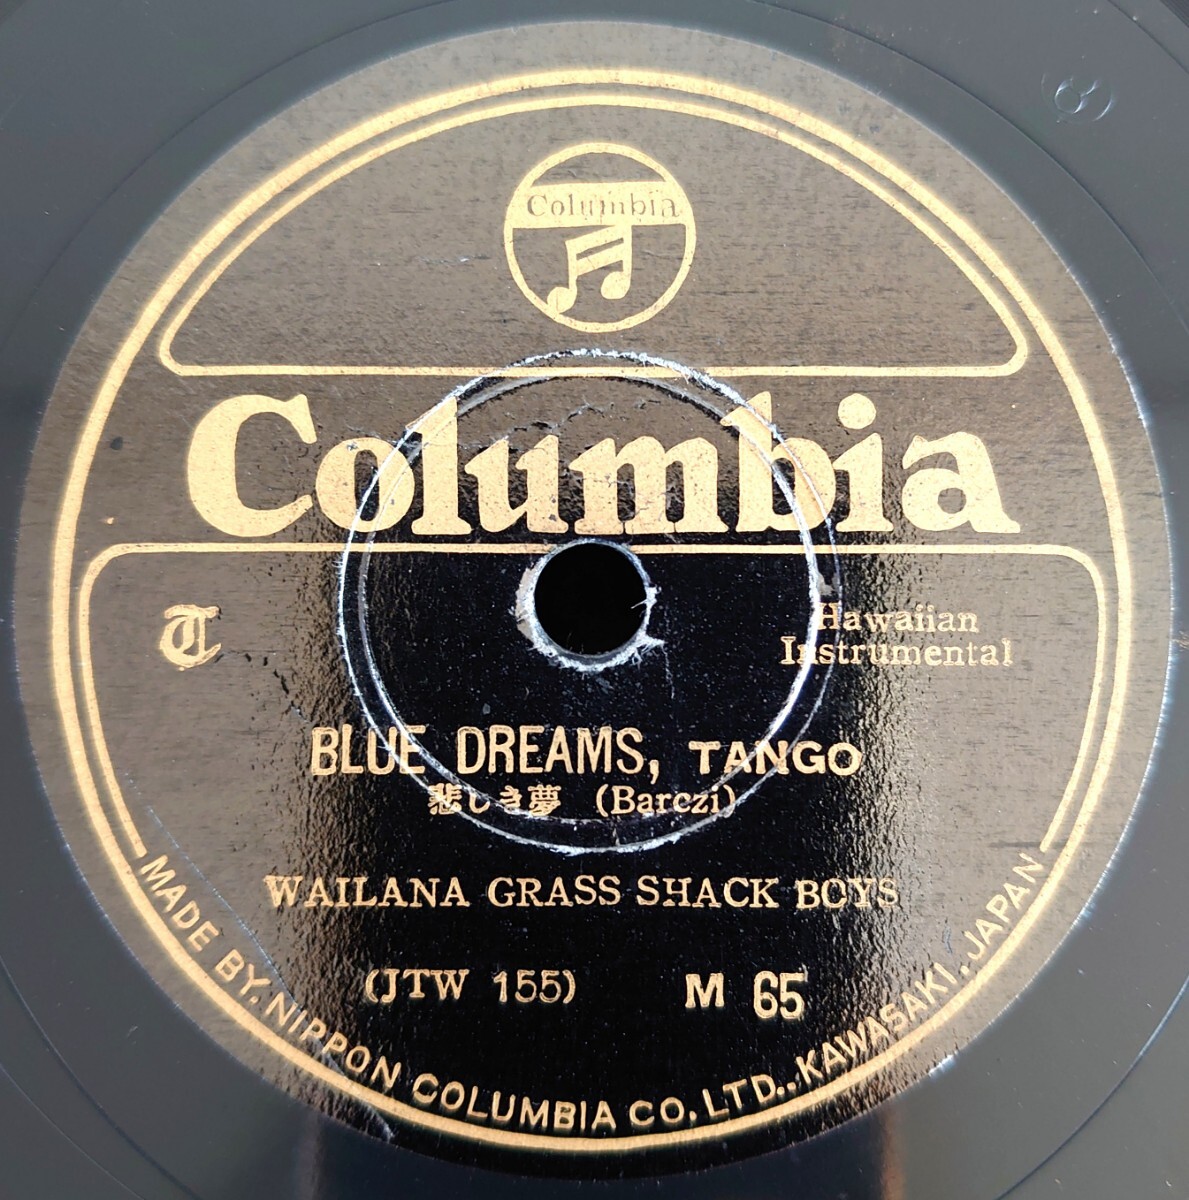 Columbia
Columbia
T
Hawaiian
Instrumental
BLUE DREAMS, TANGO
悲しき夢 (Barczi)
WAILANA GRASS SHACK BOYS
(JTW 155) M 65
MADE BY. NIPPON COLUMBIA CO. LTD., KAWASAKI, JAPAN